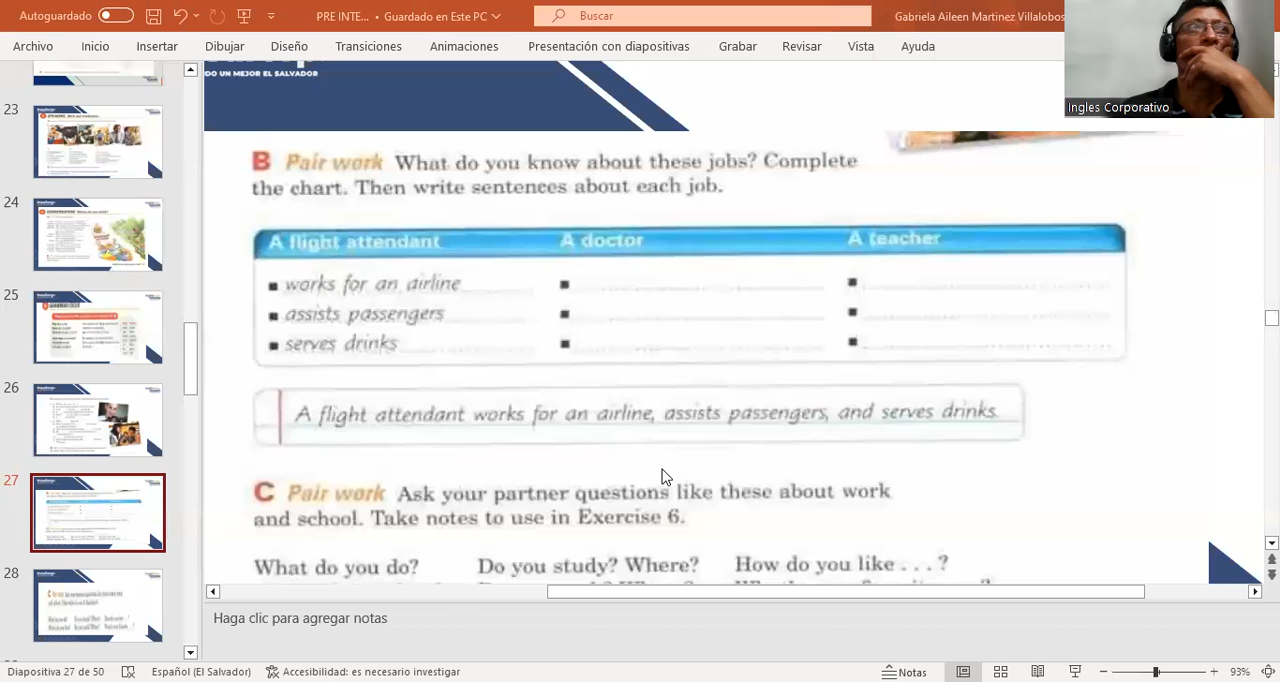 Autoguardado
PRE INTE... • Guardado en Este PC
Buscar
Gabriela Aileen Martinez Villalobos
Archivo Inicio Insertar Dibujar Diseño Transiciones Animaciones Presentación con diapositivas Grabar Revisar Vista Ayuda
Ingles Corporativo
DO UN MEJOR EL SALVADOR
23
24
25
26
27
28
B Pair work What do you know about these jobs? Complete
the chart. Then write sentences about each job.
A flight attendant A doctor A teacher
works for an airline
assists passengers
serves drinks
A flight attendant works for an airline, assists passengers, and serves drinks.
C Pair work Ask your partner questions like these about work
and school. Take notes to use in Exercise 6.
What do you do? Do you study? Where? How do you like . . . ?
Haga clic para agregar notas
Diapositiva 27 de 50 Español (El Salvador) Accesibilidad: es necesario investigar Notas 93%